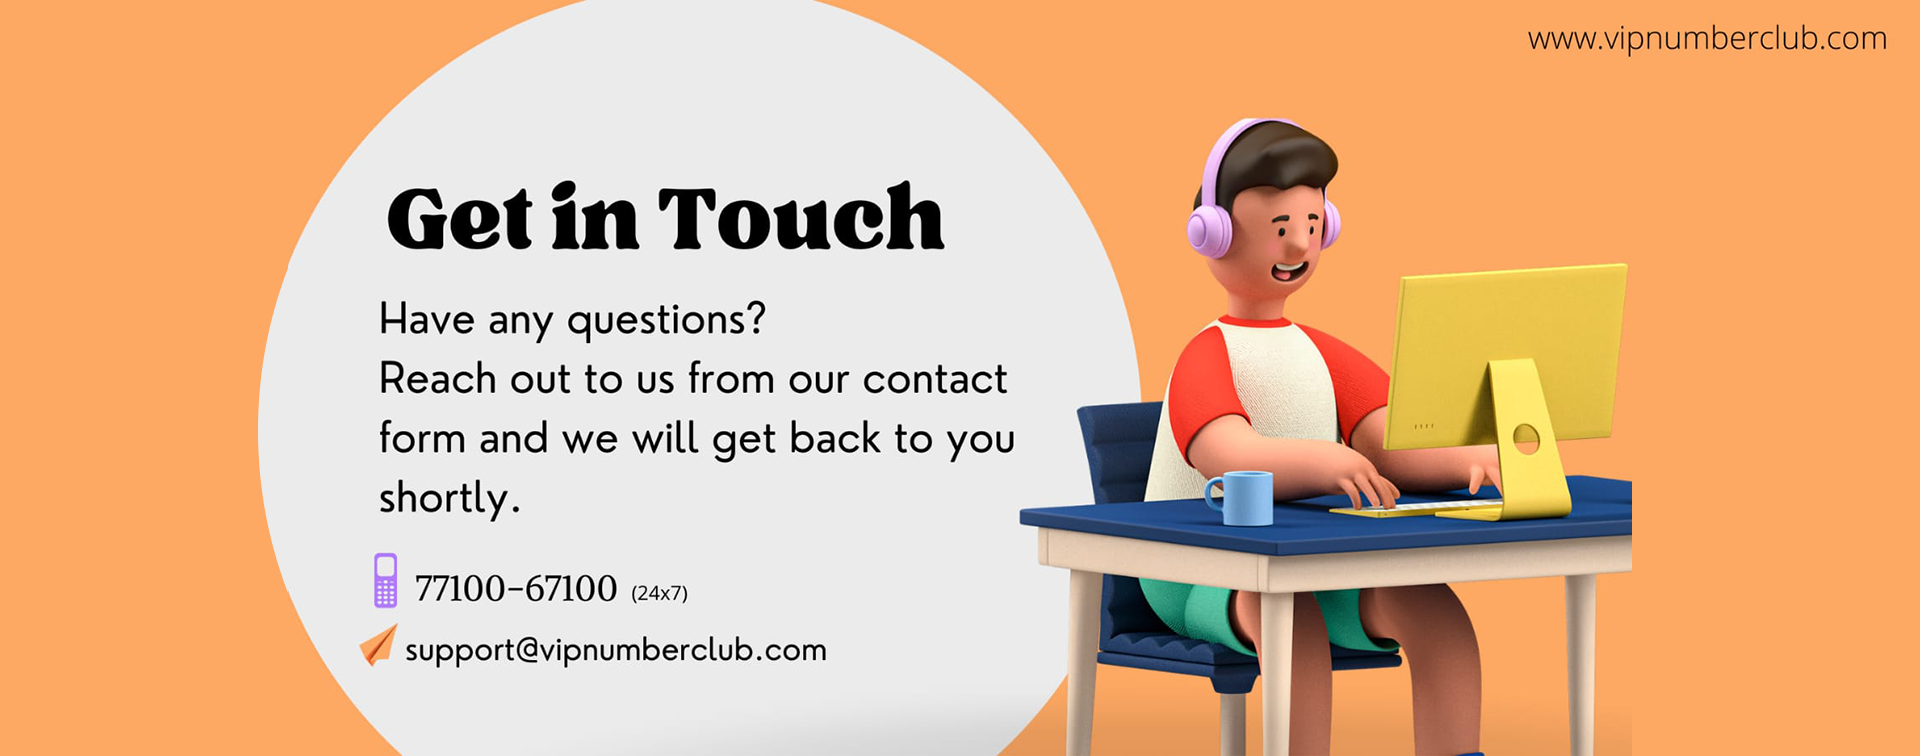 www.vipnumberclub.com
Get in Touch
Have any questions?
Reach out to us from our contact
form and we will get back to you
shortly.
77100-67100 (24x7)
support@vipnumberclub.com